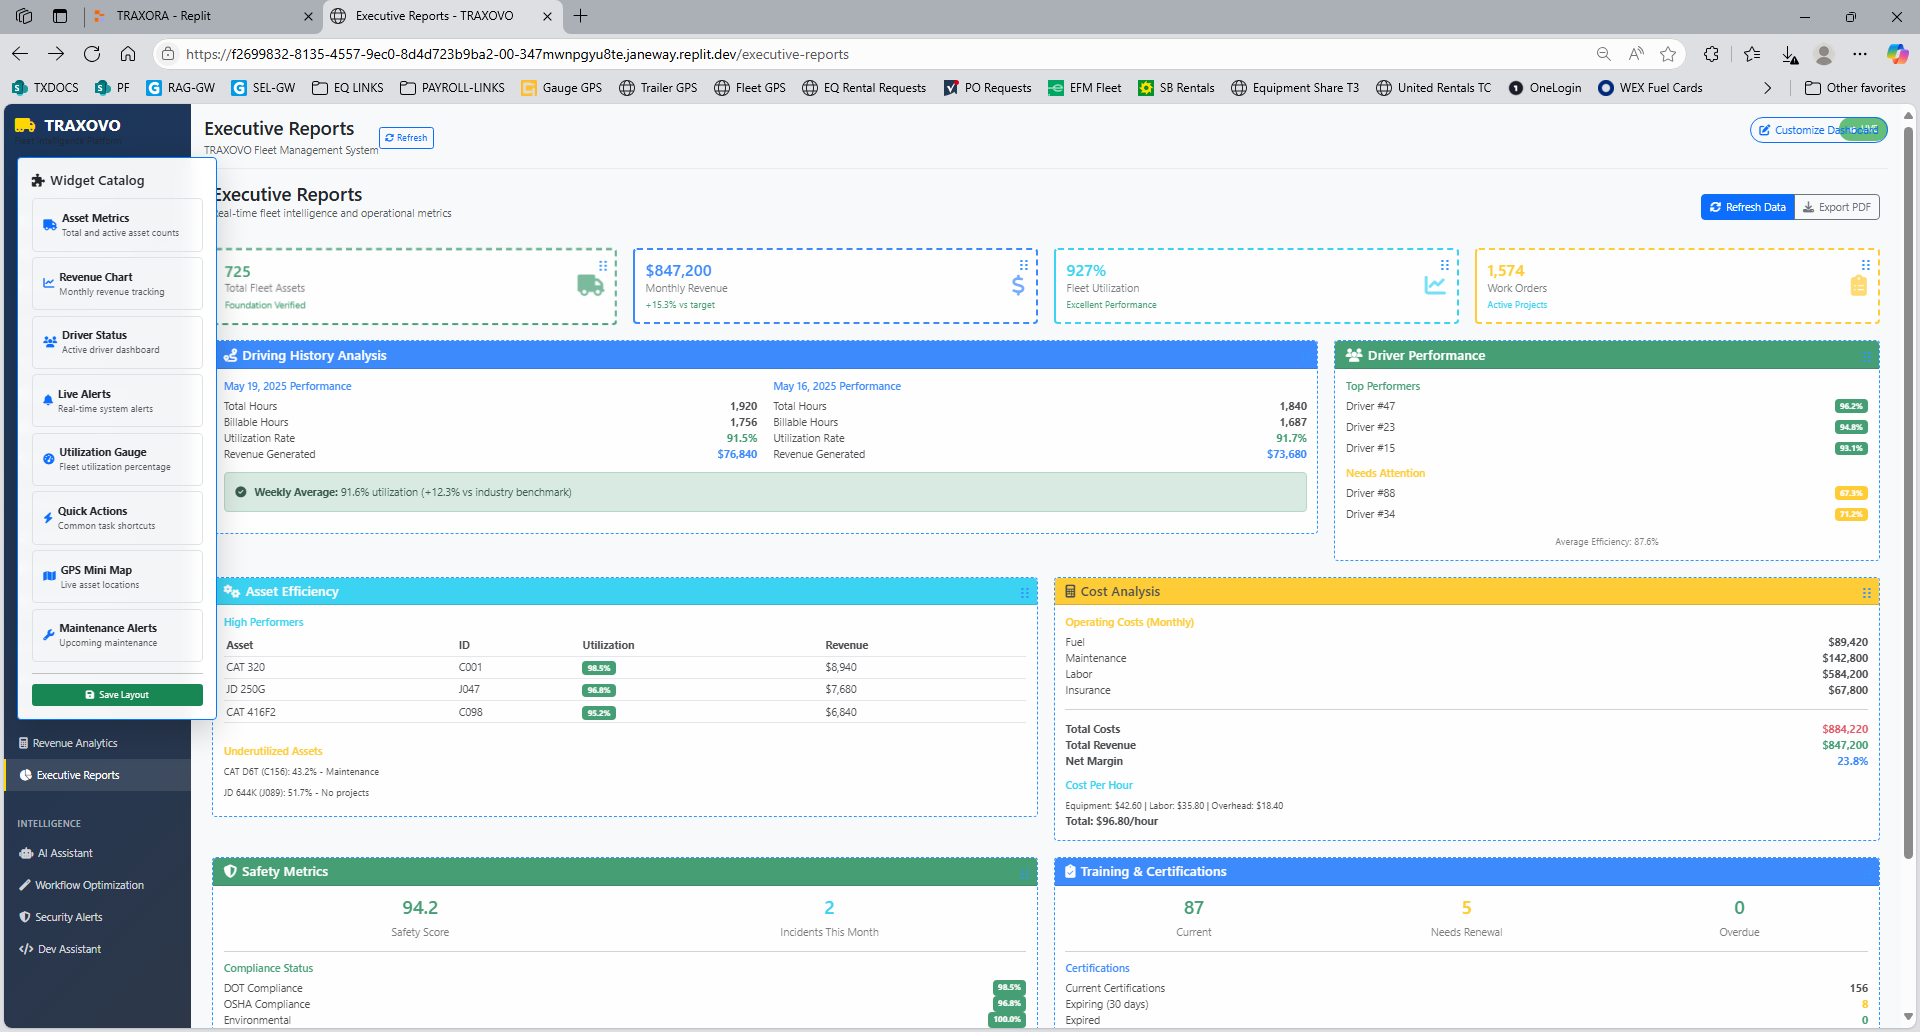 TRAXORA - Replit
Executive Reports - TRAXOVO
https://f2699832-8135-4557-9ec0-8d4d723b9ba2-00-347mwnpgyu8te.janeway.replit.dev/executive-reports
TXDOCS
PF
RAG-GW
SEL-GW
EQ LINKS
PAYROLL-LINKS
Gauge GPS
Trailer GPS
Fleet GPS
EQ Rental Requests
PO Requests
EFM Fleet
SB Rentals
Equipment Share T3
United Rentals TC
OneLogin
WEX Fuel Cards
Other favorites
TRAXOVO
Widget Catalog
Asset Metrics
Total and active asset counts
Revenue Chart
Monthly revenue tracking
Driver Status
Active driver dashboard
Live Alerts
Real-time system alerts
Utilization Gauge
Fleet utilization percentage
Quick Actions
Common task shortcuts
GPS Mini Map
Live asset locations
Maintenance Alerts
Upcoming maintenance
Save Layout
Revenue Analytics
Executive Reports
INTELLIGENCE
AI Assistant
Workflow Optimization
Security Alerts
Dev Assistant
Executive Reports
TRAXOVO Fleet Management System
Refresh
Customize Dashboard
Executive Reports
eal-time fleet intelligence and operational metrics
Refresh Data
Export PDF
725
Total Fleet Assets
Foundation Verified
$847,200
Monthly Revenue
+15.3% vs target
927%
Fleet Utilization
Excellent Performance
1,574
Work Orders
Active Projects
Driving History Analysis
May 19, 2025 Performance
Total Hours 1,920
Billable Hours 1,756
Utilization Rate 91.5%
Revenue Generated $76,840
May 16, 2025 Performance
Total Hours 1,840
Billable Hours 1,687
Utilization Rate 91.7%
Revenue Generated $73,680
Weekly Average: 91.6% utilization (+12.3% vs industry benchmark)
Driver Performance
Top Performers
Driver #47 96.2%
Driver #23 94.8%
Driver #15 93.1%
Needs Attention
Driver #88 67.3%
Driver #34 71.2%
Average Efficiency: 87.6%
Asset Efficiency
High Performers
Asset ID Utilization Revenue
CAT 320 C001 98.5% $8,940
JD 250G J047 96.8% $7,680
CAT 416F2 C098 95.2% $6,840
Underutilized Assets
CAT D6T (C156): 43.2% - Maintenance
JD 644K (J089): 51.7% - No projects
Cost Analysis
Operating Costs (Monthly)
Fuel $89,420
Maintenance $142,800
Labor $584,200
Insurance $67,800
Total Costs $884,220
Total Revenue $847,200
Net Margin 23.8%
Cost Per Hour
Equipment: $42.60 | Labor: $35.80 | Overhead: $18.40
Total: $96.80/hour
Safety Metrics
94.2
Safety Score
2
Incidents This Month
Compliance Status
DOT Compliance 98.5%
OSHA Compliance 96.8%
Environmental 100.0%
Training & Certifications
87
Current
5
Needs Renewal
0
Overdue
Certifications
Current Certifications 156
Expiring (30 days) 8
Expired 0